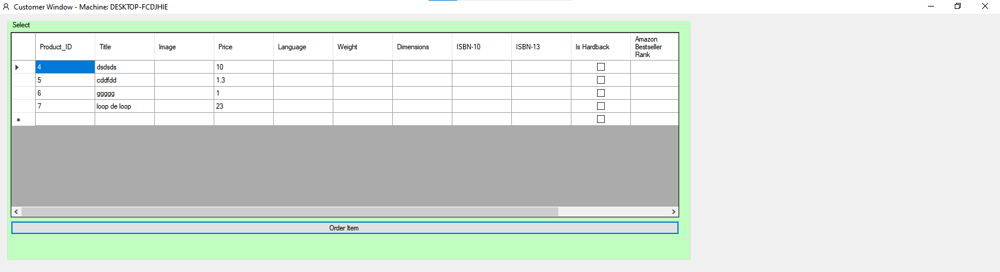 Customer Window - Machine: DESKTOP-FCDJHIE
Select
Product_ID Title Image Price Language Weight Dimensions ISBN-10 ISBN-13 Is Hardback Amazon Bestseller Rank
4 dsdsds 10
5 cddfdd 1.3
6 ggggg 1
7 loop de loop 23
Order Item